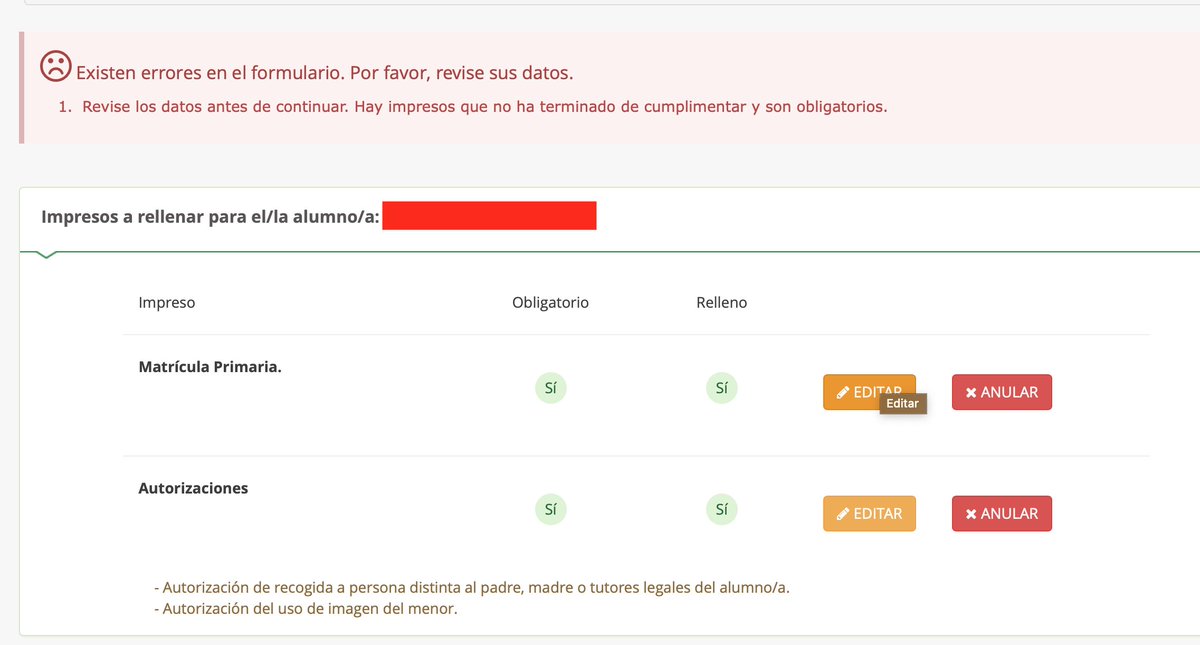 Existen errores en el formulario. Por favor, revise sus datos.
1. Revise los datos antes de continuar. Hay impresos que no ha terminado de cumplimentar y son obligatorios.
Impresos a rellenar para el/la alumno/a:
Impreso Obligatorio Relleno
Matrícula Primaria.
Sí Sí EDITAR ANULAR
Editar
Autorizaciones
Sí Sí EDITAR ANULAR
- Autorización de recogida a persona distinta al padre, madre o tutores legales del alumno/a.
- Autorización del uso de imagen del menor.